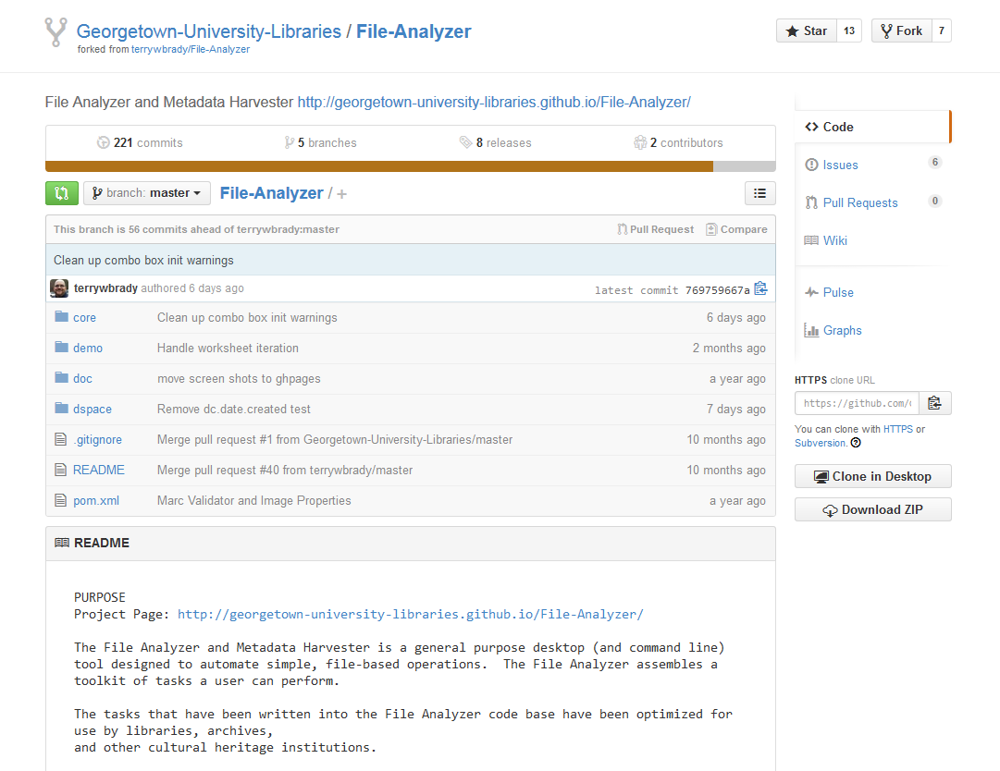 Georgetown-University-Libraries / File-Analyzer
forked from terrywbrady/File-Analyzer
Star 13 Fork 7
File Analyzer and Metadata Harvester http://georgetown-university-libraries.github.io/File-Analyzer/
221 commits 5 branches 8 releases 2 contributors
branch: master File-Analyzer / +
This branch is 56 commits ahead of terrywbrady:master Pull Request Compare
Clean up combo box init warnings
terrywbrady authored 6 days ago latest commit 769759667a
core Clean up combo box init warnings 6 days ago
demo Handle worksheet iteration 2 months ago
doc move screen shots to ghpages a year ago
dspace Remove dc.date.created test 7 days ago
.gitignore Merge pull request #1 from Georgetown-University-Libraries/master 10 months ago
README Merge pull request #40 from terrywbrady/master 10 months ago
pom.xml Marc Validator and Image Properties a year ago
README
PURPOSE
Project Page: http://georgetown-university-libraries.github.io/File-Analyzer/
The File Analyzer and Metadata Harvester is a general purpose desktop (and command line)
tool designed to automate simple, file-based operations. The File Analyzer assembles a
toolkit of tasks a user can perform.
The tasks that have been written into the File Analyzer code base have been optimized for
use by libraries, archives,
and other cultural heritage institutions.
Code
Issues 6
Pull Requests 0
Wiki
Pulse
Graphs
HTTPS clone URL
https://github.com/
You can clone with HTTPS or
Subversion.
Clone in Desktop
Download ZIP